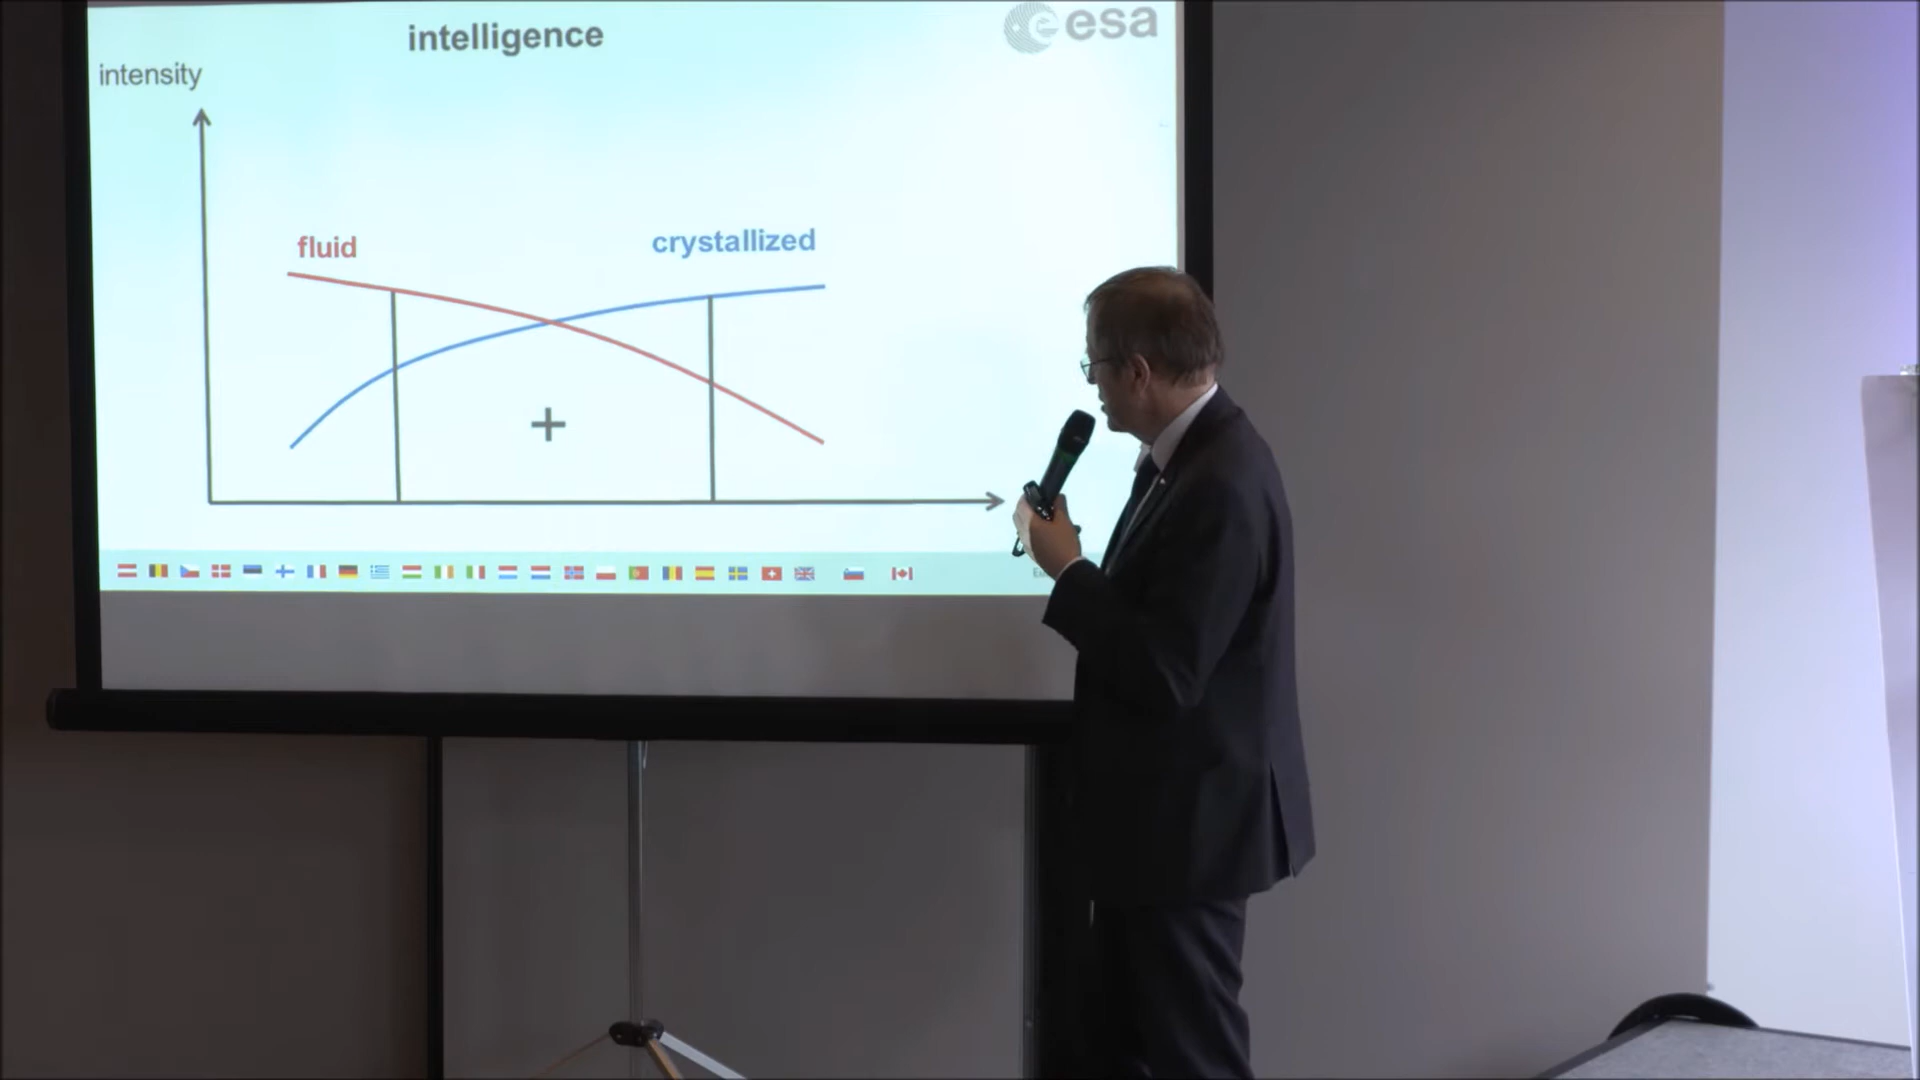 intelligence
esa
intensity
fluid
crystallized
+